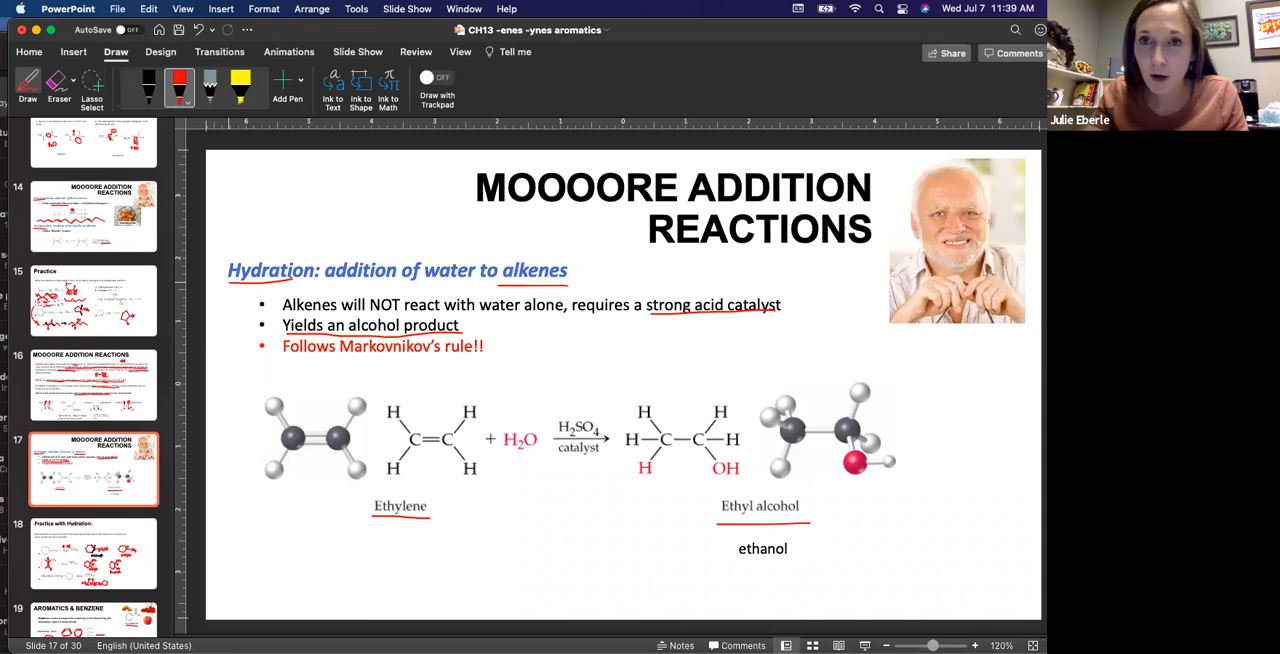 PowerPoint File Edit View Insert Format Arrange Tools Slide Show Window Help Wed Jul 7 11:39 AM
AutoSave OFF CH13 -enes -ynes aromatics
Home Insert Draw Design Transitions Animations Slide Show Review View Tell me Share Comments
Draw Eraser Lasso Select Add Pen Ink to Text Ink to Shape Ink to Math OFF Draw with Trackpad
Julie Eberle
14
MOOOORE ADDITION
REACTIONS
15
Practice
16
MOOOORE ADDITION REACTIONS
17
MOOOORE ADDITION
REACTIONS
18
Practice with Hydration:
19
AROMATICS & BENZENE
MOOOORE ADDITION
REACTIONS
Hydration: addition of water to alkenes
• Alkenes will NOT react with water alone, requires a strong acid catalyst
• Yields an alcohol product
• Follows Markovnikov's rule!!
H H H H
C=C + H₂O H₂SO₄ catalyst H—C—C—H
H H H OH
Ethylene Ethyl alcohol
ethanol
Slide 17 of 30 English (United States) Notes Comments 120%